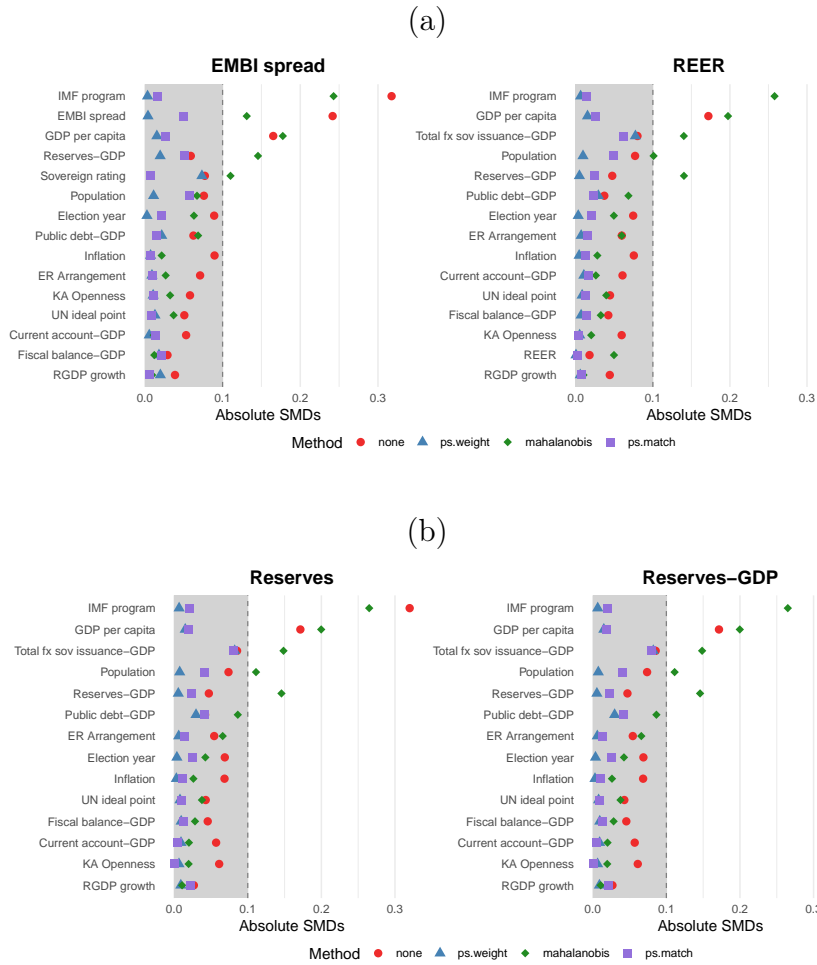 (a)
EMBI spread
IMF program
EMBI spread
GDP per capita
Reserves−GDP
Sovereign rating
Population
Election year
Public debt−GDP
Inflation
ER Arrangement
KA Openness
UN ideal point
Current account−GDP
Fiscal balance−GDP
RGDP growth
0.0 0.1 0.2 0.3
Absolute SMDs
REER
IMF program
GDP per capita
Total fx sov issuance−GDP
Population
Reserves−GDP
Public debt−GDP
Election year
ER Arrangement
Inflation
Current account−GDP
UN ideal point
Fiscal balance−GDP
KA Openness
REER
RGDP growth
0.0 0.1 0.2 0.3
Absolute SMDs
Method none ps.weight mahalanobis ps.match
(b)
Reserves
IMF program
GDP per capita
Total fx sov issuance−GDP
Population
Reserves−GDP
Public debt−GDP
ER Arrangement
Election year
Inflation
UN ideal point
Fiscal balance−GDP
Current account−GDP
KA Openness
RGDP growth
0.0 0.1 0.2 0.3
Absolute SMDs
Reserves−GDP
IMF program
GDP per capita
Total fx sov issuance−GDP
Population
Reserves−GDP
Public debt−GDP
ER Arrangement
Election year
Inflation
UN ideal point
Fiscal balance−GDP
Current account−GDP
KA Openness
RGDP growth
0.0 0.1 0.2 0.3
Absolute SMDs
Method none ps.weight mahalanobis ps.match